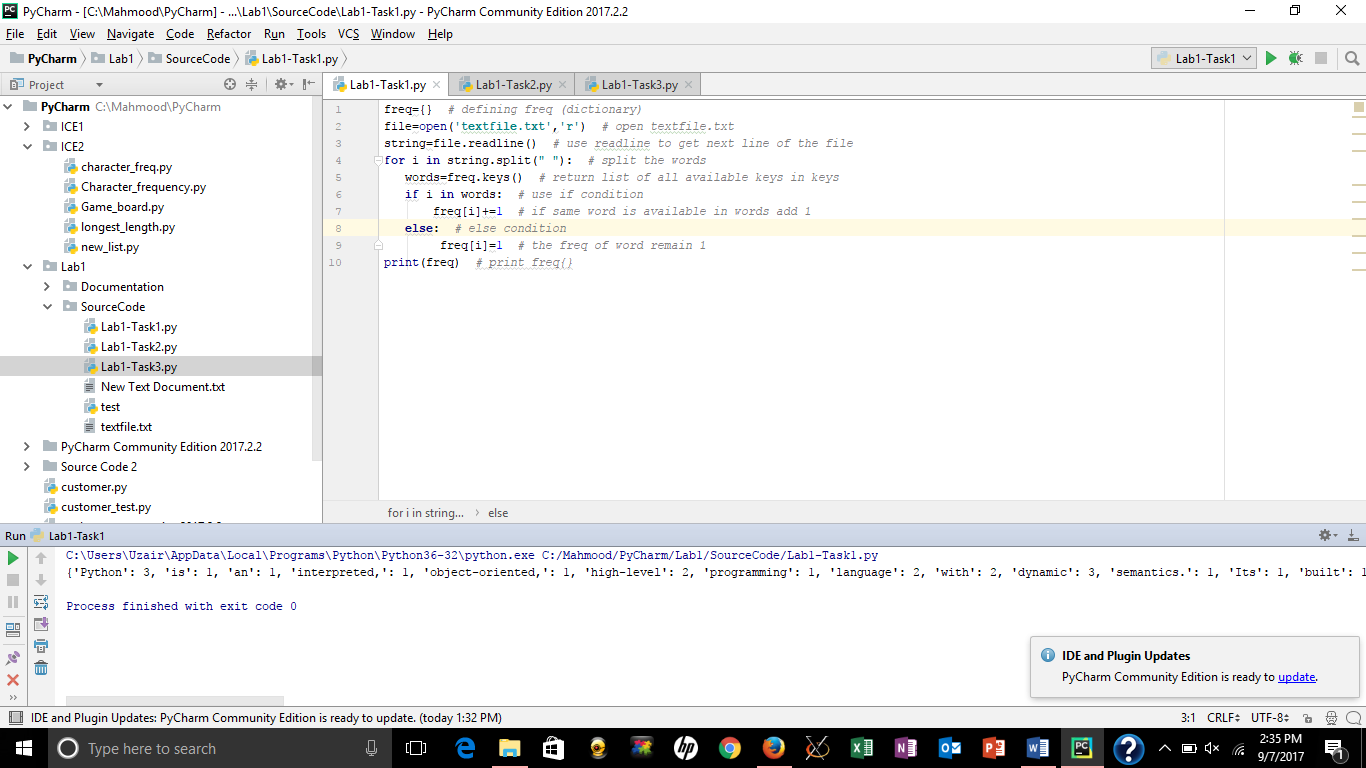 PyCharm - [C:\Mahmood\PyCharm] - ...\Lab1\SourceCode\Lab1-Task1.py - PyCharm Community Edition 2017.2.2
File Edit View Navigate Code Refactor Run Tools VCS Window Help
PyCharm Lab1 SourceCode Lab1-Task1.py Lab1-Task1
Project
Lab1-Task1.py Lab1-Task2.py Lab1-Task3.py
PyCharm C:\Mahmood\PyCharm
ICE1
ICE2
character_freq.py
Character_frequency.py
Game_board.py
longest_length.py
new_list.py
Lab1
Documentation
SourceCode
Lab1-Task1.py
Lab1-Task2.py
Lab1-Task3.py
New Text Document.txt
test
textfile.txt
PyCharm Community Edition 2017.2.2
Source Code 2
customer.py
customer_test.py
1 freq={} # defining freq (dictionary)
2 file=open('textfile.txt','r') # open textfile.txt
3 string=file.readline() # use readline to get next line of the file
4 for i in string.split(" "): # split the words
5 words=freq.keys() # return list of all available keys in keys
6 if i in words: # use if condition
7 freq[i]+=1 # if same word is available in words add 1
8 else: # else condition
9 freq[i]=1 # the freq of word remain 1
10 print(freq) # print freq{}
for i in string... else
Run Lab1-Task1
C:\Users\Uzair\AppData\Local\Programs\Python\Python36-32\python.exe C:/Mahmood/PyCharm/Lab1/SourceCode/Lab1-Task1.py
{'Python': 3, 'is': 1, 'an': 1, 'interpreted,': 1, 'object-oriented,': 1, 'high-level': 2, 'programming': 1, 'language': 2, 'with': 2, 'dynamic': 3, 'semantics.': 1, 'Its': 1, 'built': 1
Process finished with exit code 0
IDE and Plugin Updates
PyCharm Community Edition is ready to update.
IDE and Plugin Updates: PyCharm Community Edition is ready to update. (today 1:32 PM) 3:1 CRLF UTF-8
Type here to search
2:35 PM
9/7/2017